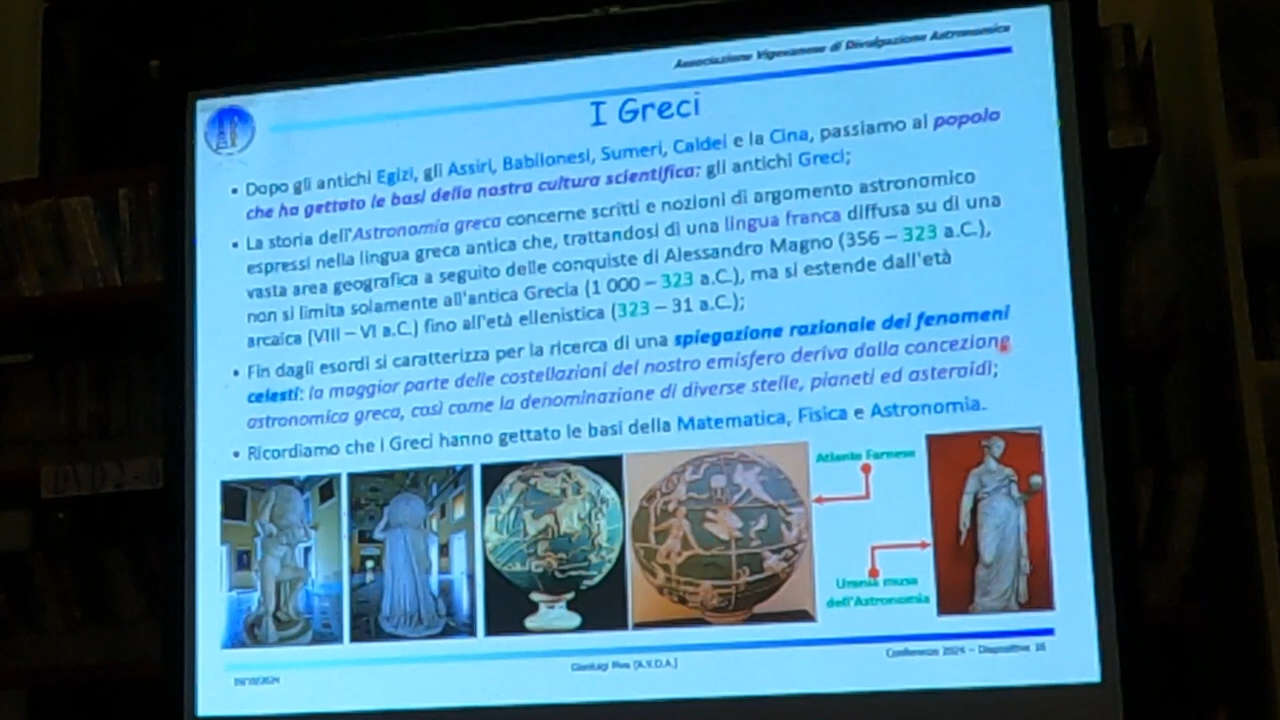 Associazione Vigevanese di Divulgazione Astronomica
I Greci
• Dopo gli antichi Egizi, gli Assiri, Babilonesi, Sumeri, Caldei e la Cina, passiamo al popolo
che ha gettato le basi della nostra cultura scientifica: gli antichi Greci;
• La storia dell'Astronomia greca concerne scritti e nozioni di argomento astronomico
espressi nella lingua greca antica che, trattandosi di una lingua franca diffusa su di una
vasta area geografica a seguito delle conquiste di Alessandro Magno (356 – 323 a.C.),
non si limita solamente all'antica Grecia (1 000 – 323 a.C.), ma si estende dall'età
arcaica (VIII – VI a.C.) fino all'età ellenistica (323 – 31 a.C.);
• Fin dagli esordi si caratterizza per la ricerca di una spiegazione razionale dei fenomeni
celesti: la maggior parte delle costellazioni del nostro emisfero deriva dalla concezione
astronomica greca, così come la denominazione di diverse stelle, pianeti ed asteroidi;
• Ricordiamo che i Greci hanno gettato le basi della Matematica, Fisica e Astronomia.
Atlante Farnese
Urania musa
dell'Astronomia
Gianluigi Piva (A.V.D.A.)
Conferenze 2024 – Diapositiva 16